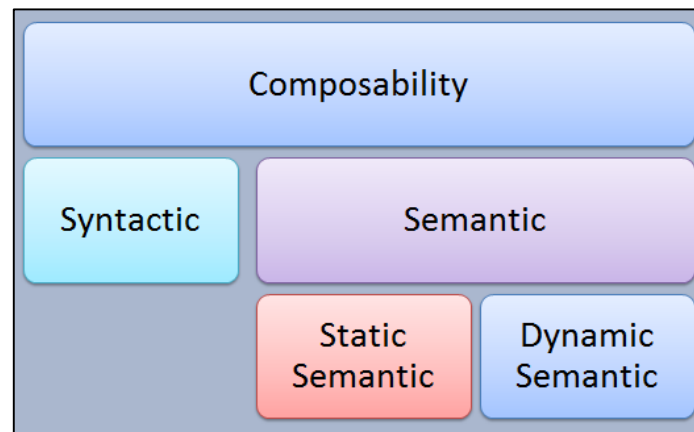 Composability
Syntactic
Semantic
Static
Semantic
Dynamic
Semantic